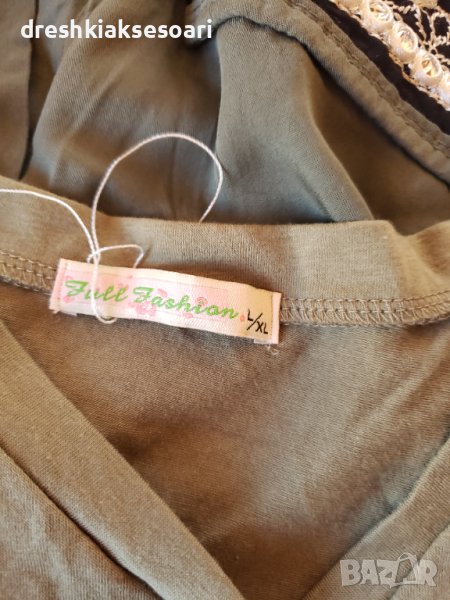 dreshkiaksesoari
Full Fashion
L/XL
BAZAR